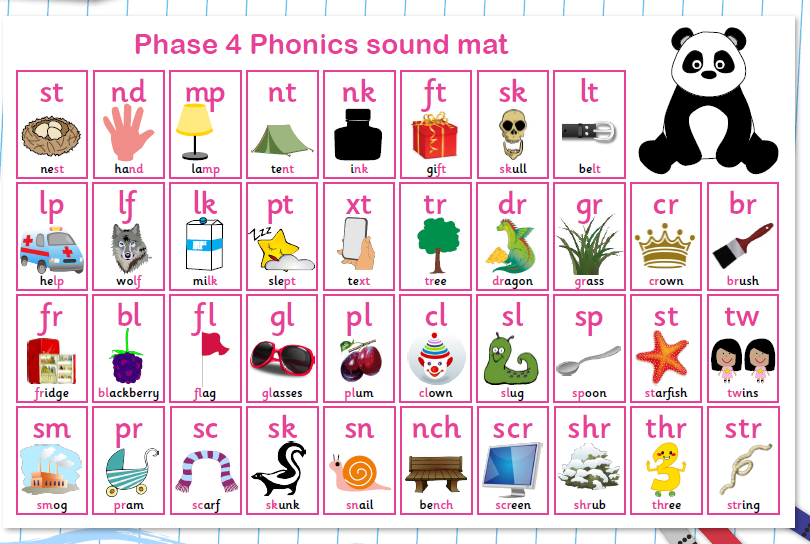 Phase 4 Phonics sound mat
st nd mp nt nk ft sk lt
nest hand lamp tent ink gift skull belt
lp lf lk pt xt tr dr gr cr br
zzz
help wolf milk slept text tree dragon grass crown brush
fr bl fl gl pl cl sl sp st tw
fridge blackberry flag glasses plum clown slug spoon starfish twins
sm pr sc sk sn nch scr shr thr str
smog pram scarf skunk snail bench screen shrub three string